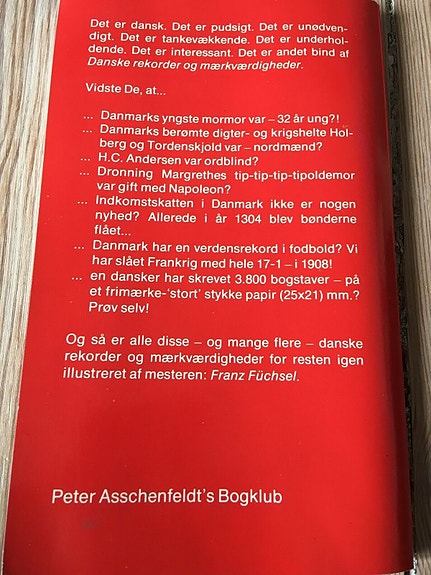 Det er dansk. Det er pudsigt. Det er unødven-
digt. Det er tankevækkende. Det er underhol-
dende. Det er interessant. Det er andet bind af
Danske rekorder og mærkværdigheder.
Vidste De, at...
... Danmarks yngste mormor var – 32 år ung?!
... Danmarks berømte digter- og krigshelte Hol-
berg og Tordenskjold var – nordmænd?
... H.C. Andersen var ordblind?
... Dronning Margrethes tip-tip-tip-tipoldemor
var gift med Napoleon?
... Indkomstskatten i Danmark ikke er nogen
nyhed? Allerede i år 1304 blev bønderne
flået...
... Danmark har en verdensrekord i fodbold? Vi
har slået Frankrig med hele 17-1 – i 1908!
... en dansker har skrevet 3.800 bogstaver – på
et frimærke-'stort' stykke papir (25x21) mm.?
Prøv selv!
Og så er alle disse – og mange flere – danske
rekorder og mærkværdigheder for resten igen
illustreret af mesteren: Franz Füchsel.
Peter Asschenfeldt's Bogklub